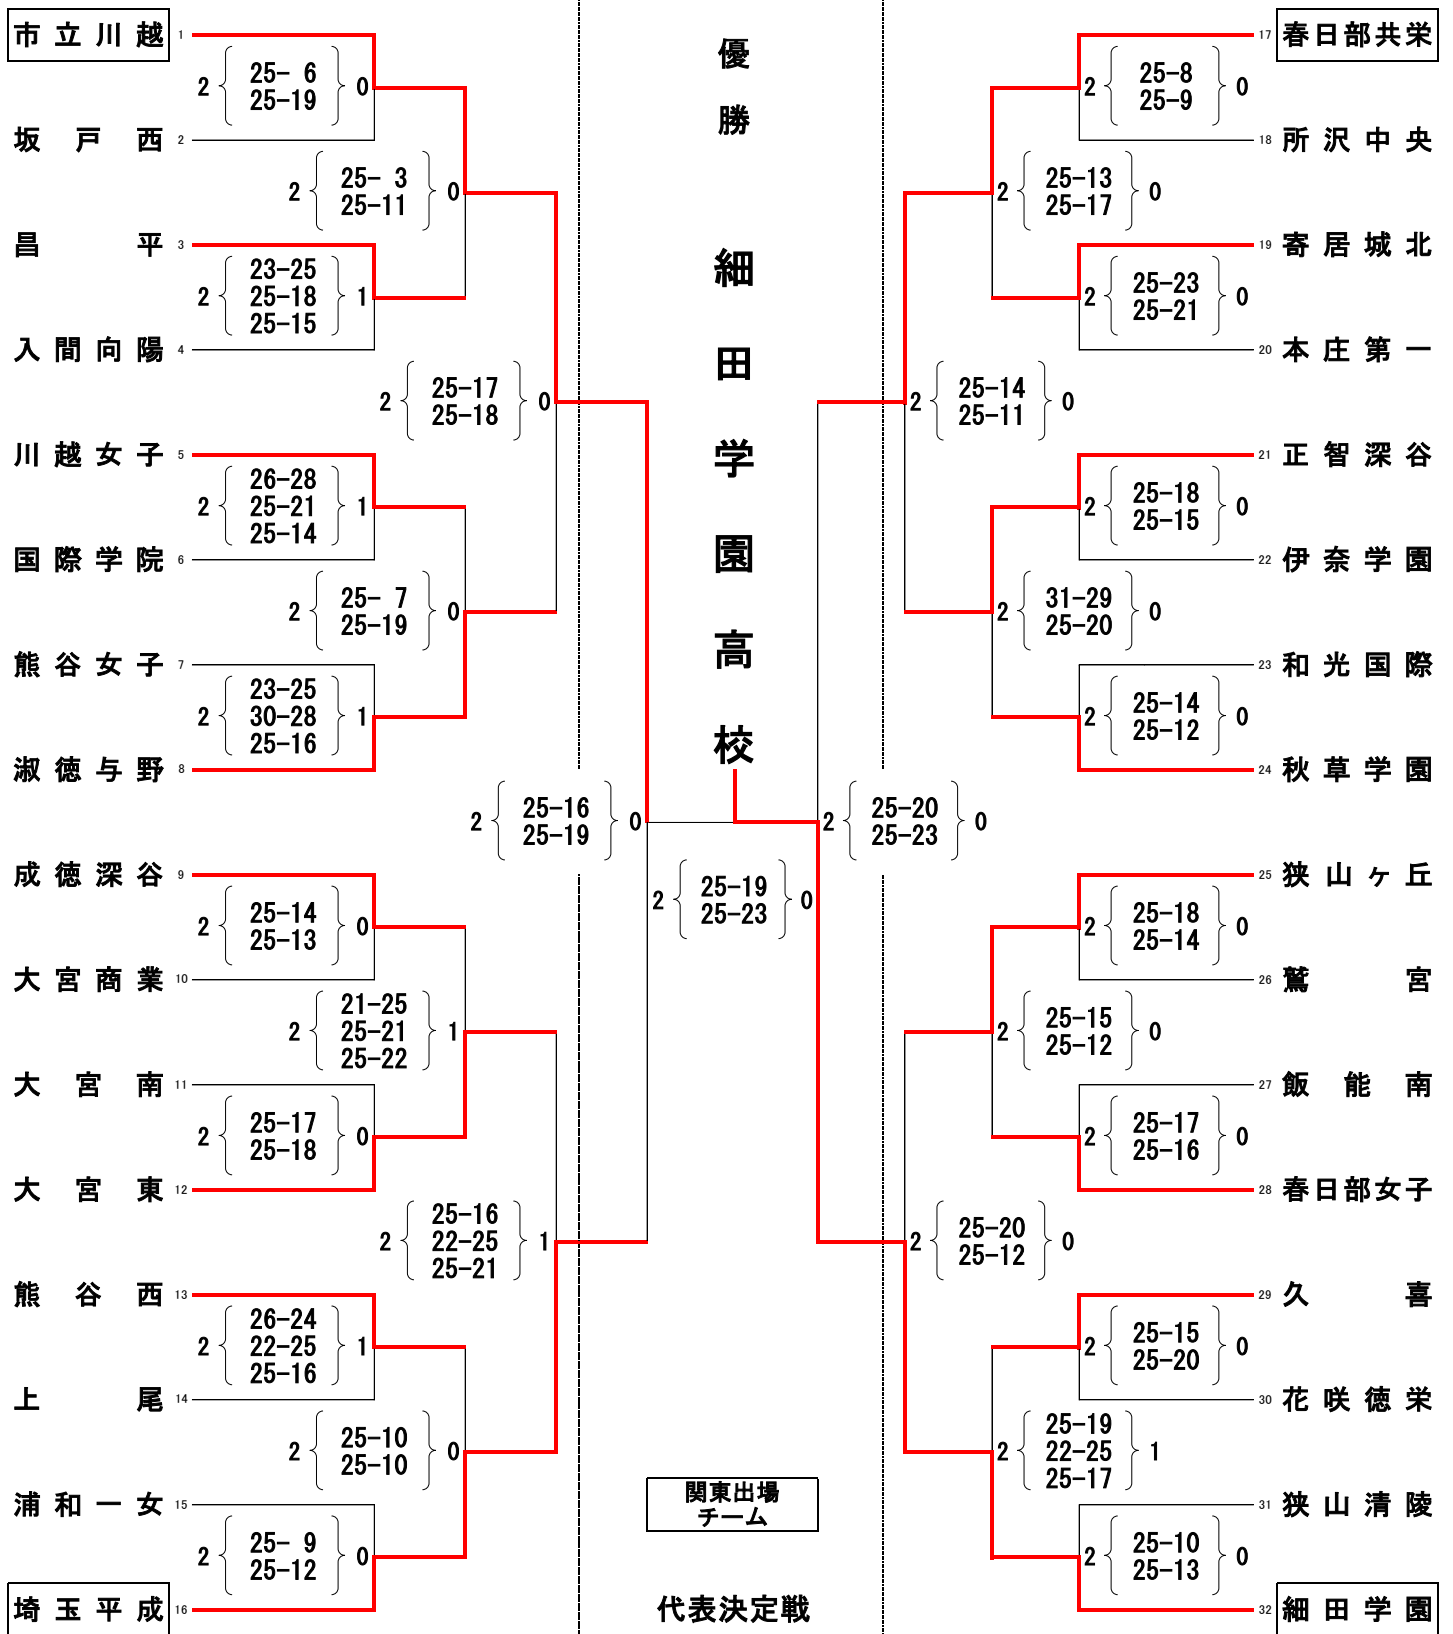 市立川越 1
2 25- 6 0
25-19
坂戸西 2
2 25- 3 0
25-11
昌平 3
2 23-25 1
25-18
25-15
入間向陽 4
2 25-17 0
25-18
川越女子 5
2 26-28 1
25-21
25-14
国際学院 6
2 25- 7 0
25-19
熊谷女子 7
2 23-25 1
30-28
25-16
淑徳与野 8
2 25-16 0
25-19
成徳深谷 9
2 25-14 0
25-13
大宮商業 10
2 21-25 1
25-21
25-22
大宮南 11
2 25-17 0
25-18
大宮東 12
2 25-16 1
22-25
25-21
熊谷西 13
2 26-24 1
22-25
25-16
上尾 14
2 25-10 0
25-10
浦和一女 15
2 25- 9 0
25-12
埼玉平成 16
優勝
細田学園高校
2 25-19 0
25-23
関東出場
チーム
代表決定戦
17 春日部共栄
2 25-8 0
25-9
18 所沢中央
2 25-13 0
25-17
19 寄居城北
2 25-23 0
25-21
20 本庄第一
2 25-14 0
25-11
21 正智深谷
2 25-18 0
25-15
22 伊奈学園
2 31-29 0
25-20
23 和光国際
2 25-14 0
25-12
24 秋草学園
2 25-20 0
25-23
25 狭山ヶ丘
2 25-18 0
25-14
26 鷲宮
2 25-15 0
25-12
27 飯能南
2 25-17 0
25-16
28 春日部女子
2 25-20 0
25-12
29 久喜
2 25-15 0
25-20
30 花咲徳栄
2 25-19 1
22-25
25-17
31 狭山清陵
2 25-10 0
25-13
32 細田学園